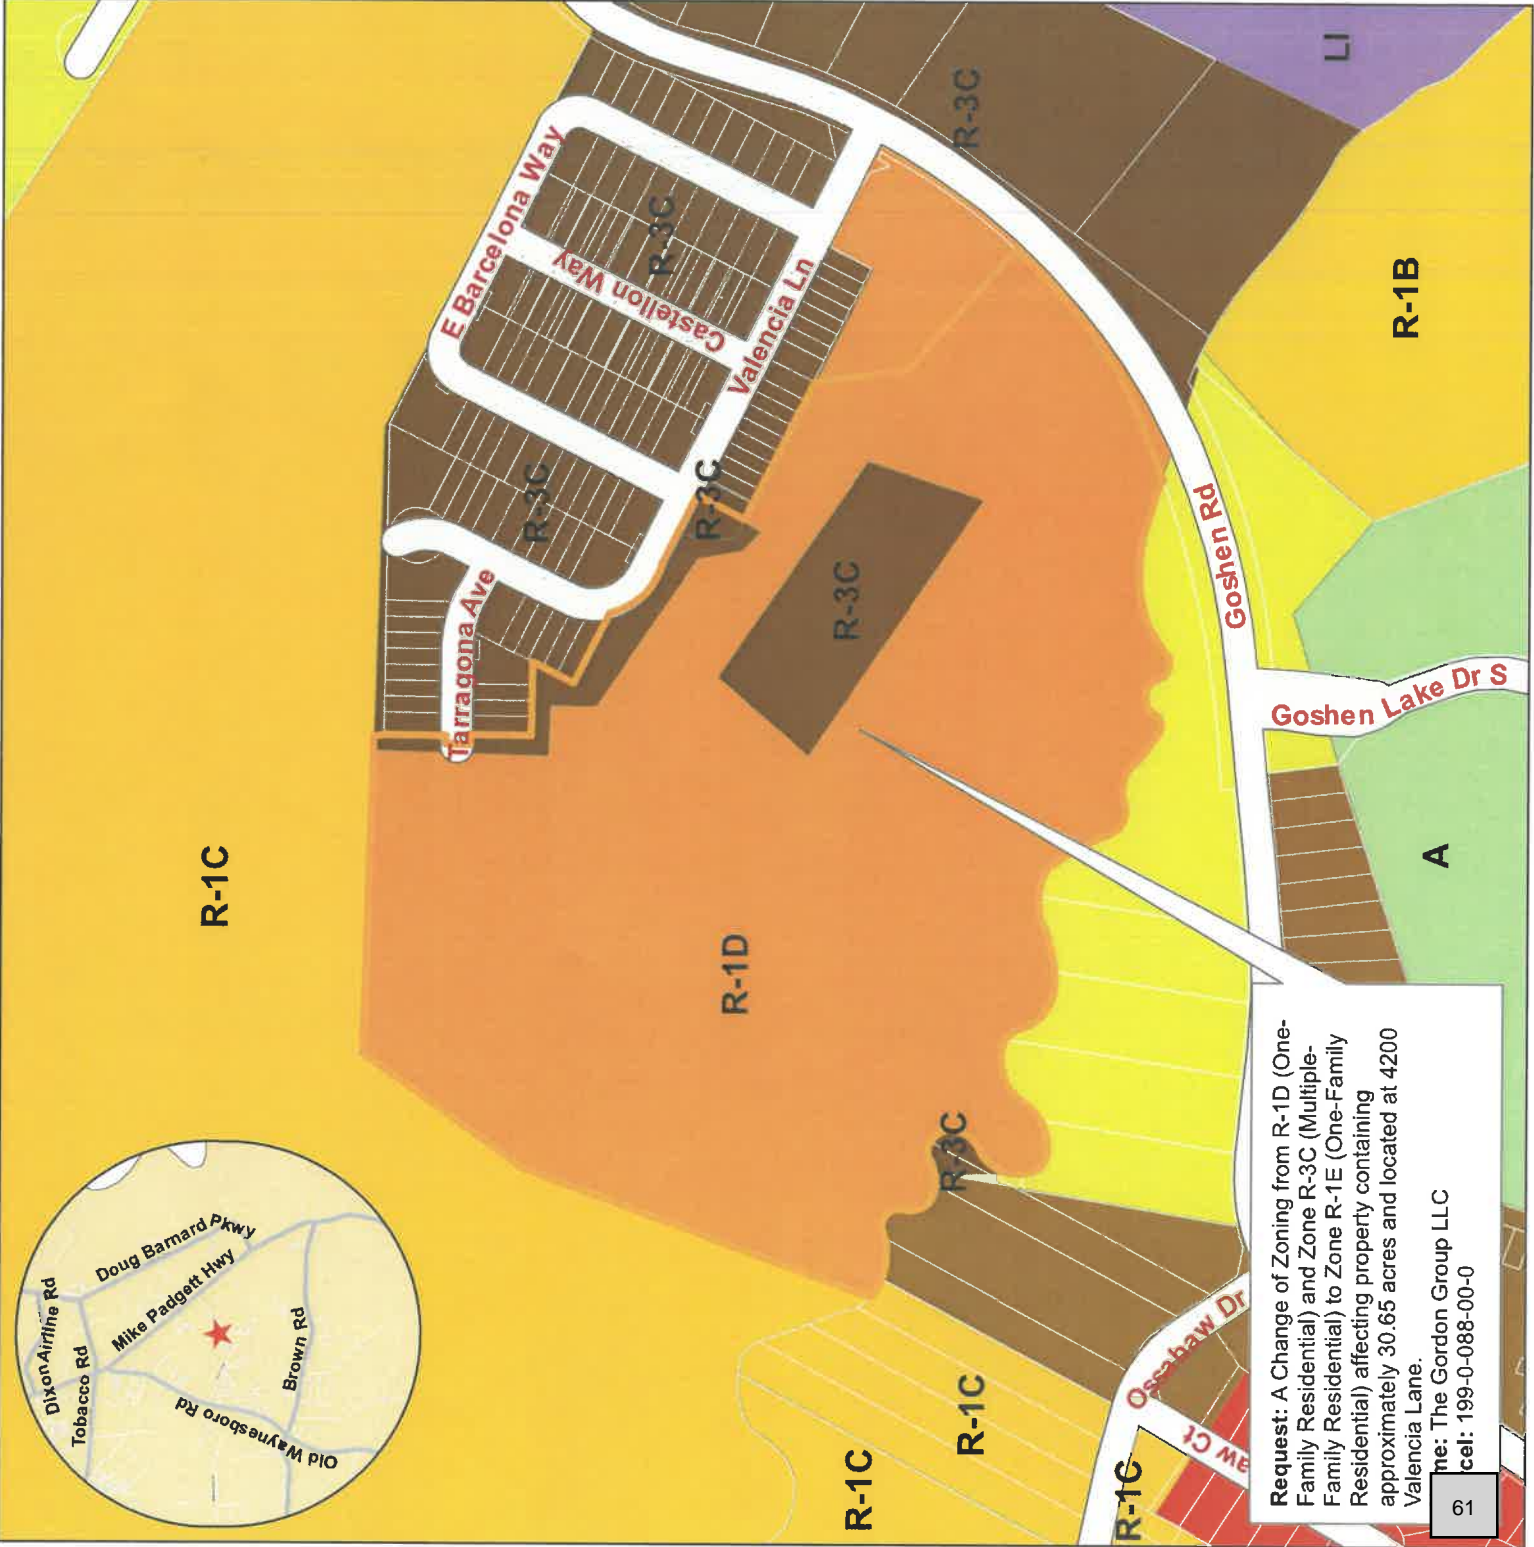 Request: A Change of Zoning from R-1D (One-
Family Residential) and Zone R-3C (Multiple-
Family Residential) to Zone R-1E (One-Family
Residential) affecting property containing
approximately 30.65 acres and located at 4200
Valencia Lane.
me: The Gordon Group LLC
rcel: 199-0-088-00-0
61
Dixon Airline Rd
Tobacco Rd
Doug Barnard Pkwy
Mike Padgett Hwy
Brown Rd
Old Waynesboro Rd
R-1C
R-1D
Tarragona Ave
E Barcelona Way
Castellon Way
Valencia Ln
R-3C
R-3C
R-3C
R-3C
R-3C
LI
R-1B
Goshen Rd
Goshen Lake Dr S
A
R-3C
R-1C
R-1C
R-1C
Ossabaw Dr
aw Ct